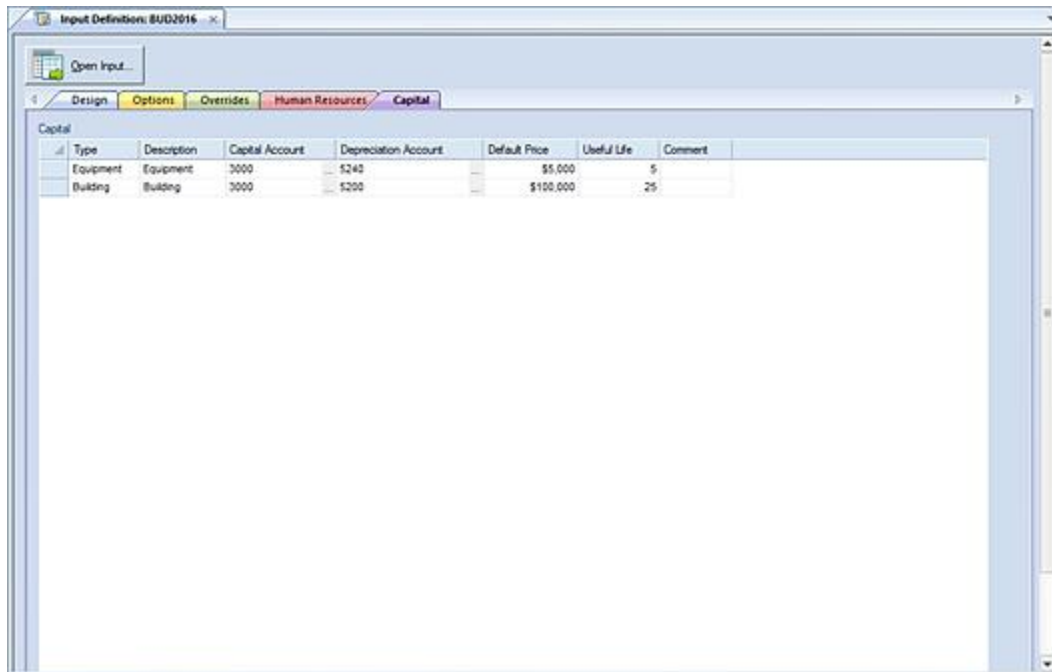 Input Definition: BUD2016
Open Input...
Design Options Overrides Human Resources Capital
Capital
Type Description Capital Account Depreciation Account Default Price Useful Life Comment
Equipment Equipment 3000 ... 5240 ... $5,000 5
Building Building 3000 ... 5200 ... $100,000 25